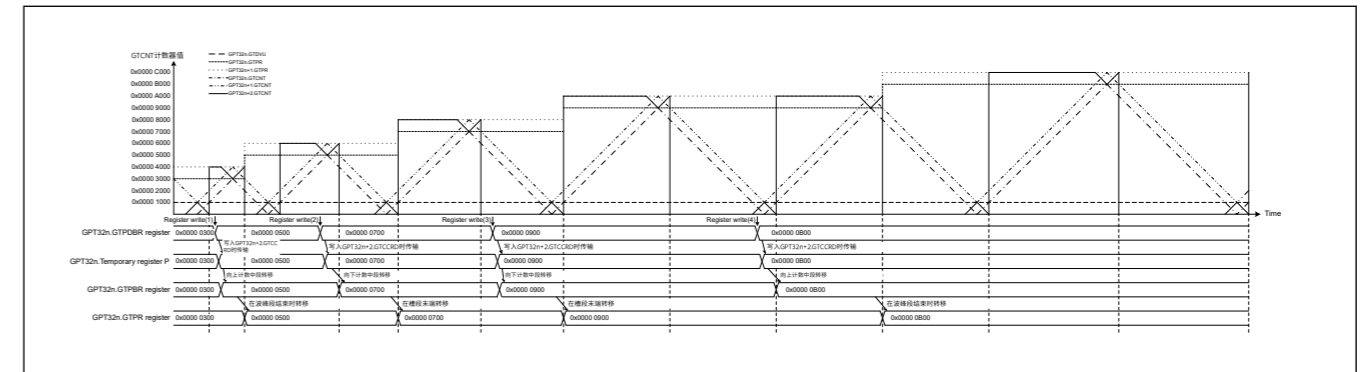 GTCNT计数器值
GPT32n.GTDVU
GPT32n.GTPR
GPT32n+1.GTPR
GPT32n.GTCNT
GPT32n+1.GTCNT
GPT32n+2.GTCNT
0x0000 C000
0x0000 B000
0x0000 A000
0x0000 9000
0x0000 8000
0x0000 7000
0x0000 6000
0x0000 5000
0x0000 4000
0x0000 3000
0x0000 2000
0x0000 1000
Time
Register write(1) Register write(2) Register write(3) Register write(4)
GPT32n.GTPDBR register 0x0000 0300 0x0000 0500 0x0000 0700 0x0000 0900 0x0000 0B00
写入GPT32n+2.GTCC
RD时传输
写入GPT32n+2.GTCCRD时传输 写入GPT32n+2.GTCCRD时传输 写入GPT32n+2.GTCCRD时传输
GPT32n.Temporary register P 0x0000 0300 0x0000 0500 0x0000 0700 0x0000 0900 0x0000 0B00
向上计数中段转移 向下计数中段转移 向下计数中段转移 向上计数中段转移
GPT32n.GTPBR register 0x0000 0300 0x0000 0500 0x0000 0700 0x0000 0900 0x0000 0B00
在波峰段结束时转移 在槽段末端转移 在槽段末端转移 在波峰段结束时转移
GPT32n.GTPR register 0x0000 0300 0x0000 0500 0x0000 0700 0x0000 0900 0x0000 0B00